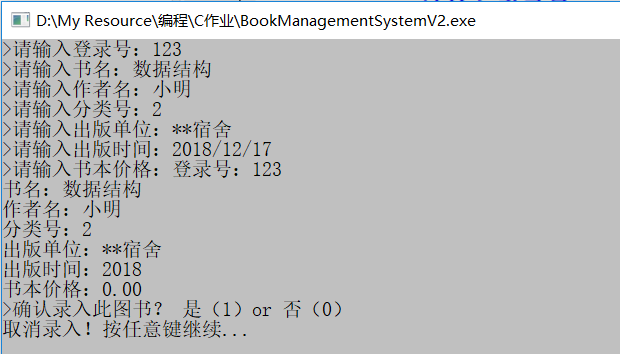 D:\My Resource\编程\C作业\BookManagementSystemV2.exe
>请输入登录号：123
>请输入书名：数据结构
>请输入作者名：小明
>请输入分类号：2
>请输入出版单位：**宿舍
>请输入出版时间：2018/12/17
>请输入书本价格：登录号：123
书名：数据结构
作者名：小明
分类号：2
出版单位：**宿舍
出版时间：2018
书本价格：0.00
>确认录入此图书？ 是（1）or 否（0）
取消录入！按任意键继续...